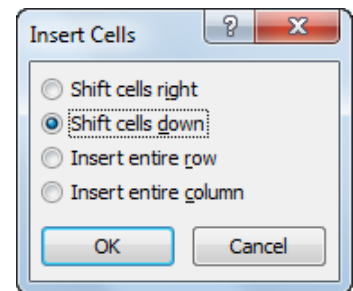 Insert Cells
Shift cells right
Shift cells down
Insert entire row
Insert entire column
OK Cancel